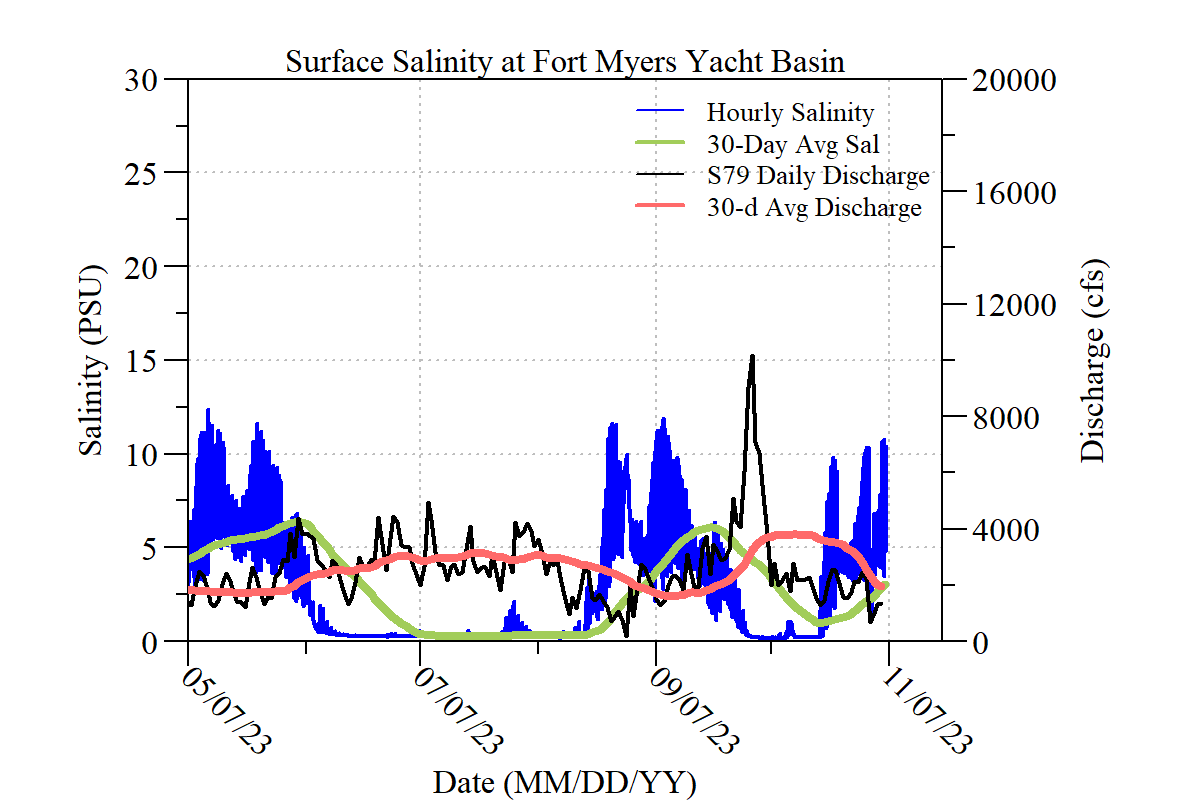 Surface Salinity at Fort Myers Yacht Basin
30
25
20
15
10
5
0
Salinity (PSU)
Hourly Salinity
30-Day Avg Sal
S79 Daily Discharge
30-d Avg Discharge
20000
16000
12000
8000
4000
0
Discharge (cfs)
05/07/23
07/07/23
09/07/23
11/07/23
Date (MM/DD/YY)